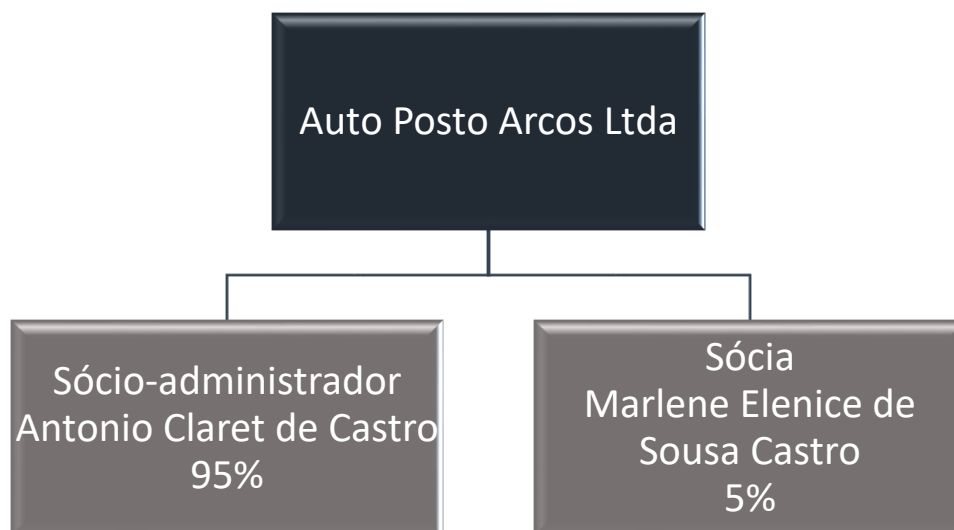 Auto Posto Arcos Ltda
Sócio-administrador
Antonio Claret de Castro
95%
Sócia
Marlene Elenice de
Sousa Castro
5%